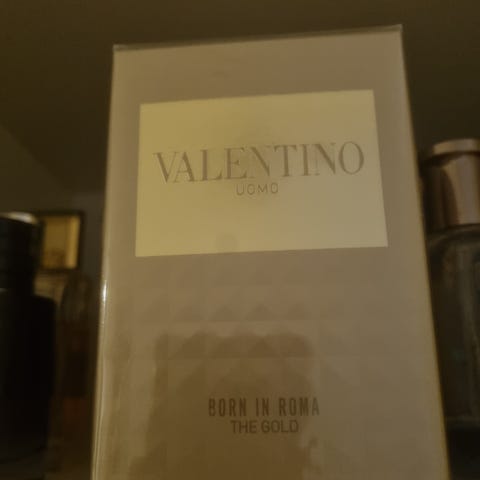 VALENTINO
UOMO
BORN IN ROMA
THE GOLD